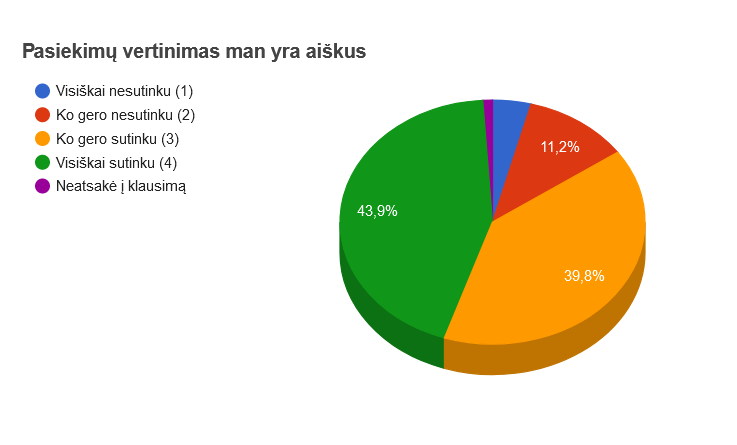 Pasiekimų vertinimas man yra aiškus
Visiškai nesutinku (1)
Ko gero nesutinku (2)
Ko gero sutinku (3)
Visiškai sutinku (4)
Neatsakė į klausimą
11,2%
43,9%
39,8%